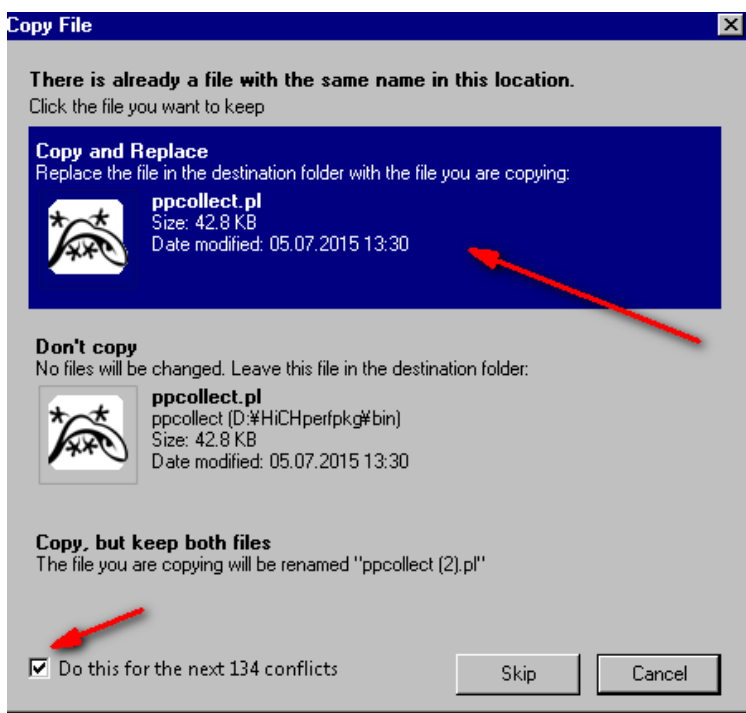 Copy File
There is already a file with the same name in this location.
Click the file you want to keep
Copy and Replace
Replace the file in the destination folder with the file you are copying:
ppcollect.pl
Size: 42.8 KB
Date modified: 05.07.2015 13:30
Don't copy
No files will be changed. Leave this file in the destination folder:
ppcollect.pl
ppcollect (D:¥HiCHperfpkg¥bin)
Size: 42.8 KB
Date modified: 05.07.2015 13:30
Copy, but keep both files
The file you are copying will be renamed "ppcollect (2).pl"
Do this for the next 134 conflicts
Skip
Cancel